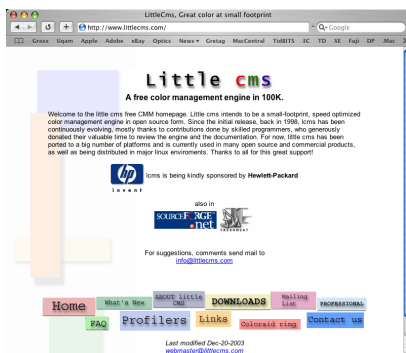 LittleCms, Great color at small footprint
http://www.littlecms.com/
Google
Grass Uqam Apple Adobe eBay Optics News Gretag MacCentral TidBITS 3C TD XE Fuji DP .Mac
Little cms
A free color management engine in 100K.
Welcome to the little cms free CMM homepage. Little cms intends to be a small-footprint, speed optimized
color management engine in open source form. Since the initial release, back in 1998, lcms has been
continuously evolving, mostly thanks to contributions done by skilled programmers, who generously
donated their valuable time to review the engine and the documentation. For now, little cms has been
ported to a big number of platforms and is currently used in many open source and commercial products,
as well as being distributed in major linux enviroments. Thanks to all for this great support!
hp
invent
lcms is being kindly sponsored by Hewlett-Packard
also in
SOURCEFORGE
.net
FRESHMEAT
For suggestions, comments send mail to
info@littlecms.com
Home
What's New
ABOUT little
CMS
DOWNLOADS
Mailing
List
PROFESSIONAL
FAQ
Profilers
Links
Coloraid ring
Contact us
Last modified Dec-20-2003
webmaster@littlecms.com